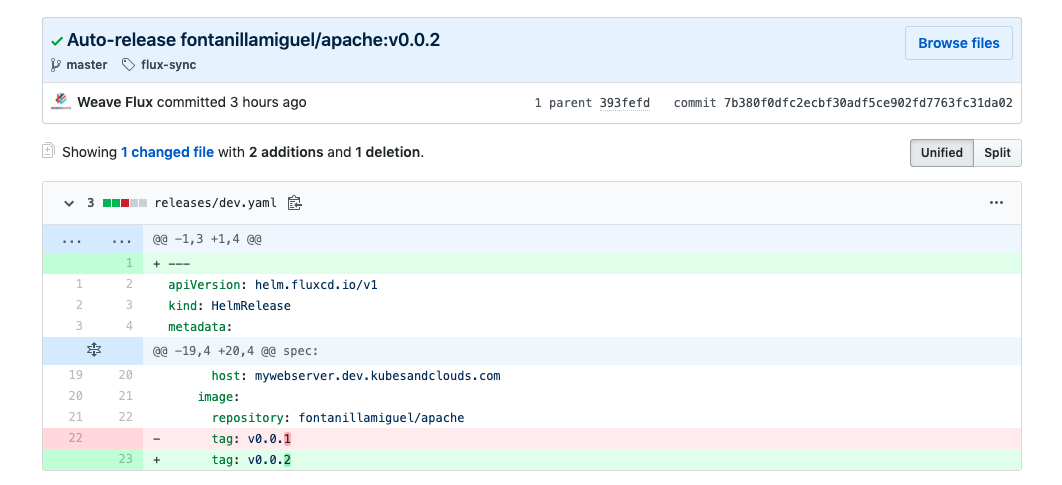 Auto-release fontanillamiguel/apache:v0.0.2
Browse files
master flux-sync
Weave Flux committed 3 hours ago 1 parent 393fefd commit 7b380f0dfc2ecbf30adf5ce902fd7763fc31da02
Showing 1 changed file with 2 additions and 1 deletion.
Unified Split
3 releases/dev.yaml ...
... ... @@ -1,3 +1,4 @@
1 + ---
1 2 apiVersion: helm.fluxcd.io/v1
2 3 kind: HelmRelease
3 4 metadata:
@@ -19,4 +20,4 @@ spec:
19 20 host: mywebserver.dev.kubesandclouds.com
20 21 image:
21 22 repository: fontanillamiguel/apache
22 - tag: v0.0.1
23 + tag: v0.0.2